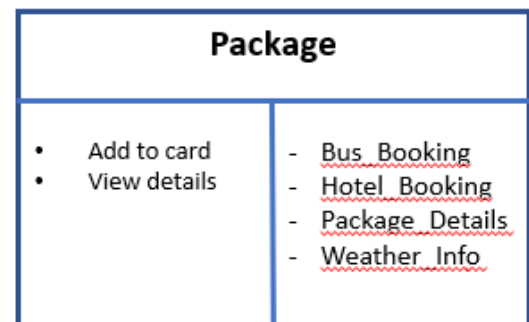 Package
• Add to card
• View details
- Bus_Booking
- Hotel_Booking
- Package_Details
- Weather_Info